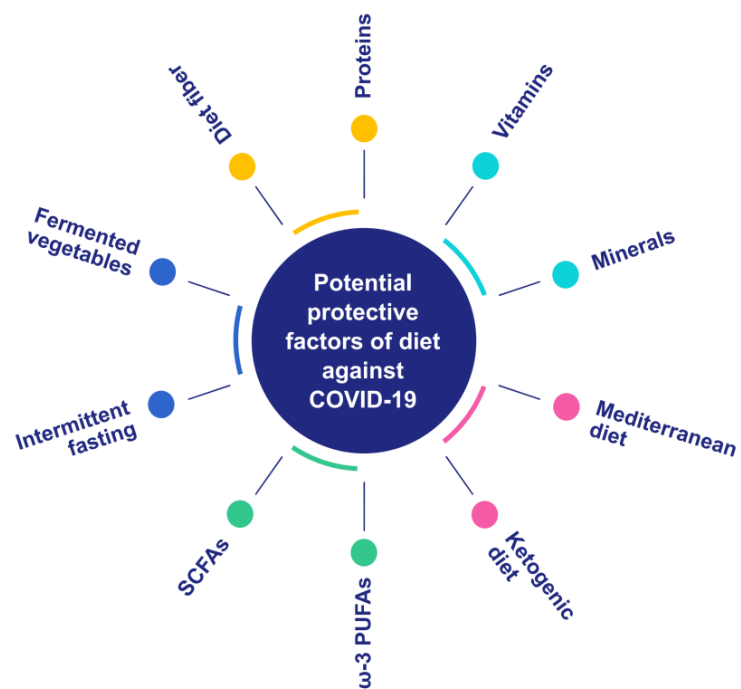 Potential
protective
factors of diet
against
COVID-19
Proteins
Vitamins
Minerals
Mediterranean
diet
Ketogenic
diet
ω-3 PUFAs
SCFAs
Intermittent
fasting
Fermented
vegetables
Diet fiber